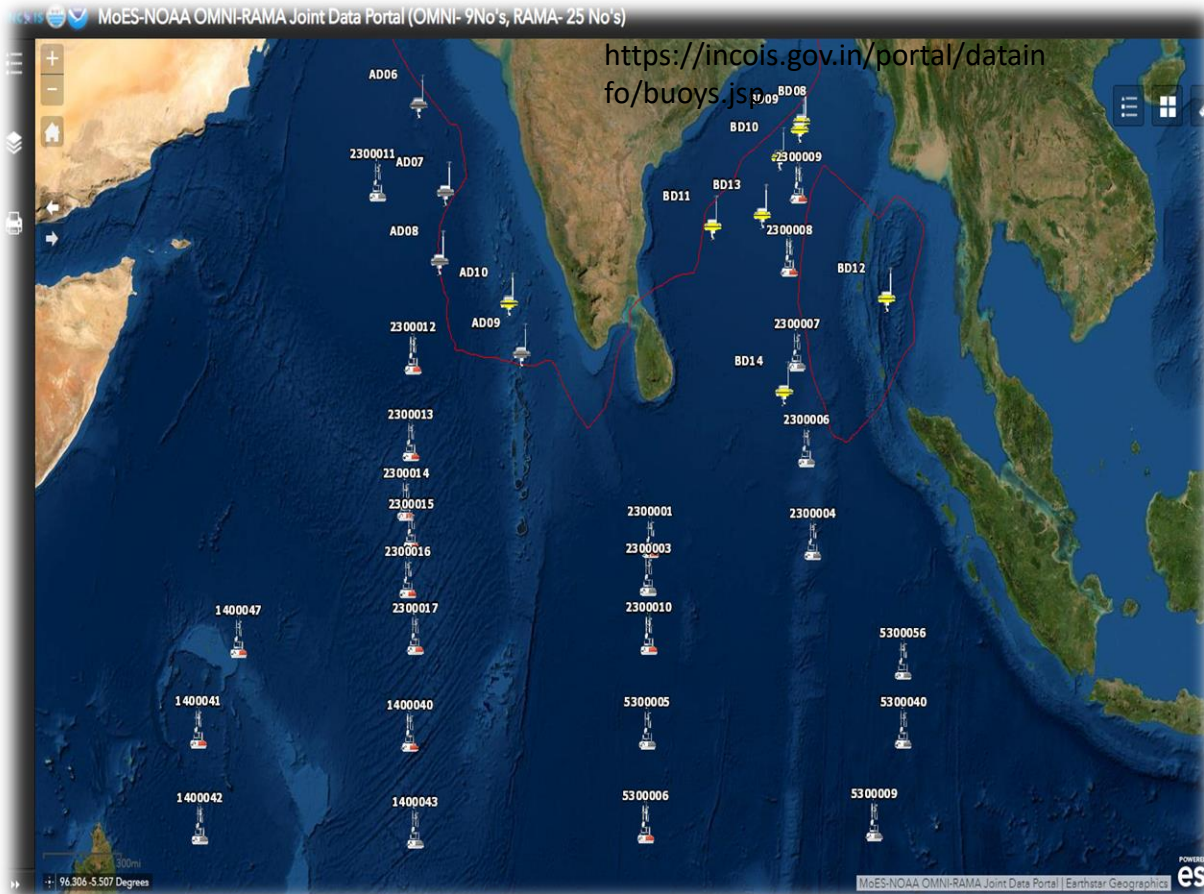 MoES-NOAA OMNI-RAMA Joint Data Portal (OMNI- 9No's, RAMA- 25 No's)
https://incois.gov.in/portal/datain
fo/buoys.jsp
AD06
BD09
BD08
BD10
2300011
AD07
2300009
BD11
BD13
AD08
2300008
AD10
BD12
AD09
2300012
2300007
BD14
2300013
2300006
2300014
2300015
2300001
2300004
2300016
2300003
1400047
2300017
2300010
5300056
1400041
1400040
5300005
5300040
1400042
1400043
5300006
5300009
300mi
96.306 -5.507 Degrees
MoES-NOAA OMNI-RAMA Joint Data Portal | Earthstar Geographics
POWERE
es